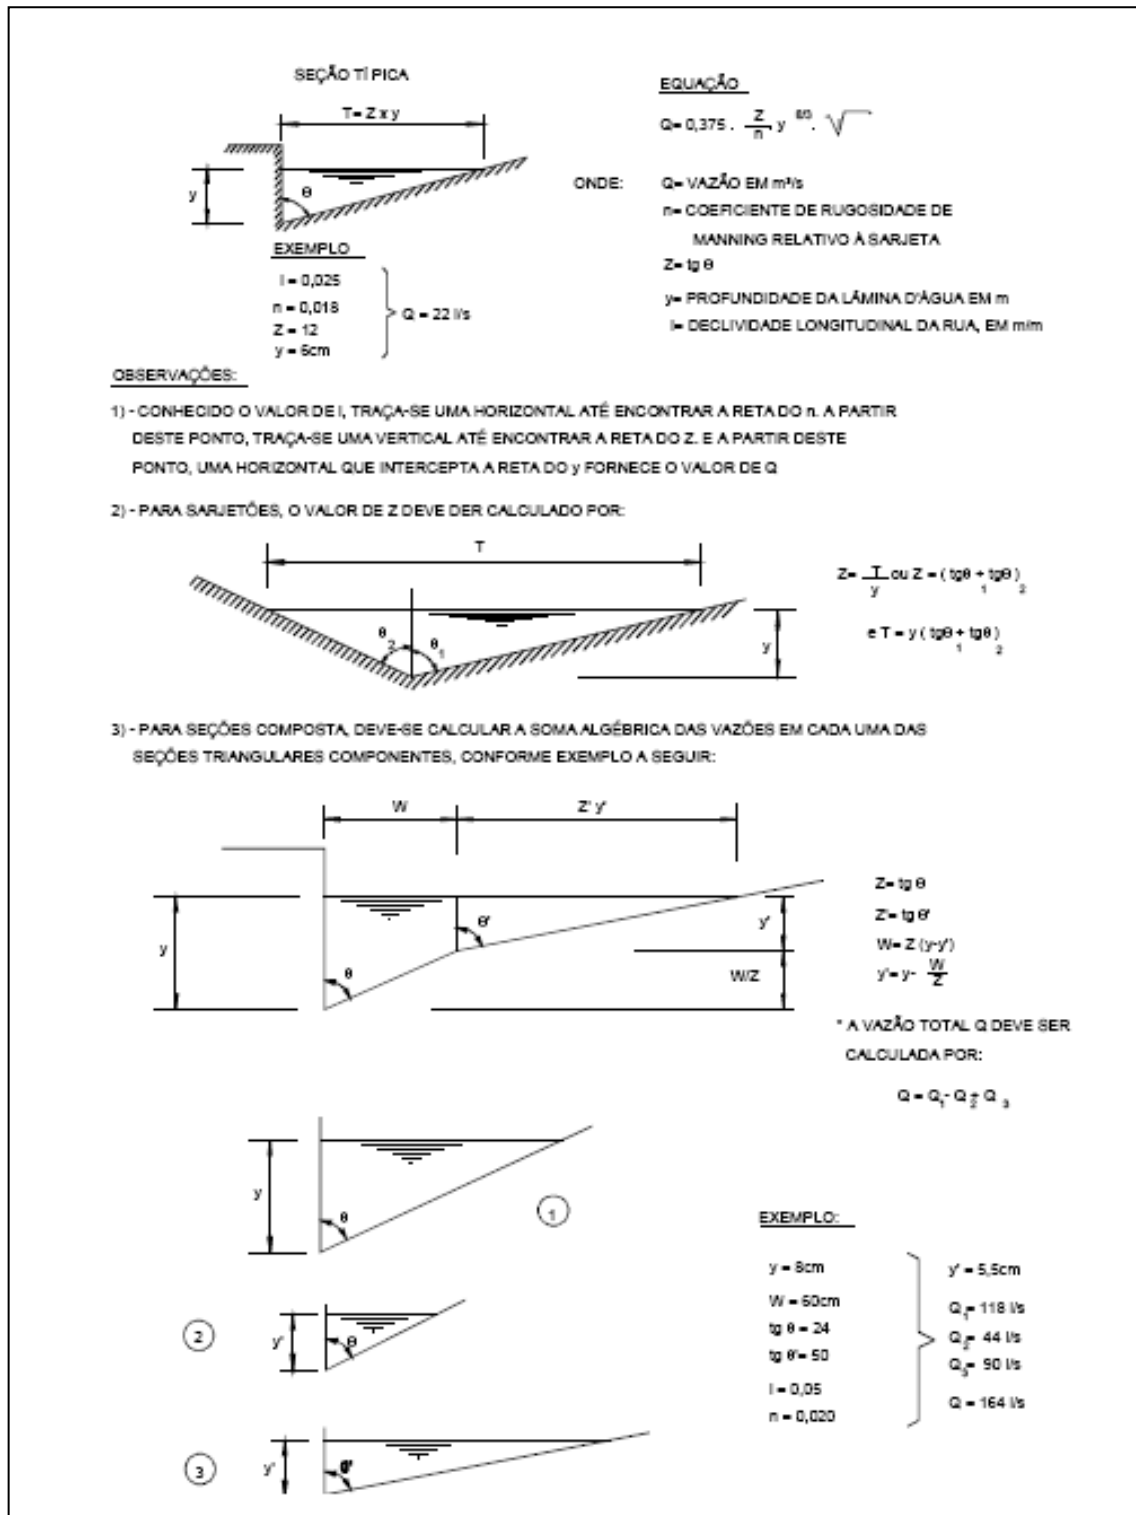 SEÇÃO TÍPICA
T= Z x y
y
θ
EXEMPLO
I = 0,025
n = 0,018
Z = 12
y = 6cm
Q = 22 l/s
EQUAÇÃO
Q= 0,375 . Z/n . y 8/3 . √
ONDE:
Q= VAZÃO EM m³/s
n= COEFICIENTE DE RUGOSIDADE DE
MANNING RELATIVO À SARJETA
Z= tg θ
y= PROFUNDIDADE DA LÂMINA D'ÁGUA EM m
I= DECLIVIDADE LONGITUDINAL DA RUA, EM m/m
OBSERVAÇÕES:
1) - CONHECIDO O VALOR DE I, TRAÇA-SE UMA HORIZONTAL ATÉ ENCONTRAR A RETA DO n. A PARTIR
DESTE PONTO, TRAÇA-SE UMA VERTICAL ATÉ ENCONTRAR A RETA DO Z. E A PARTIR DESTE
PONTO, UMA HORIZONTAL QUE INTERCEPTA A RETA DO y FORNECE O VALOR DE Q
2) - PARA SARJETÕES, O VALOR DE Z DEVE DER CALCULADO POR:
T
θ2 θ1
y
Z= T/y ou Z = ( tgθ1 + tgθ2 )
e T = y ( tgθ1 + tgθ2 )
3) - PARA SEÇÕES COMPOSTA, DEVE-SE CALCULAR A SOMA ALGÉBRICA DAS VAZÕES EM CADA UMA DAS
SEÇÕES TRIANGULARES COMPONENTES, CONFORME EXEMPLO A SEGUIR:
W
Z' y'
y
θ
θ'
y'
W/Z
Z= tg θ
Z'= tg θ'
W= Z (y-y')
y'= y- W/Z
* A VAZÃO TOTAL Q DEVE SER
CALCULADA POR:
Q = Q1 - Q2 + Q3
y
θ
1
2
y'
θ
3
y'
θ'
EXEMPLO:
y = 8cm
W = 60cm
tg θ = 24
tg θ'= 50
I = 0,05
n = 0,020
y' = 5,5cm
Q1= 118 l/s
Q2= 44 l/s
Q3= 90 l/s
Q = 164 l/s